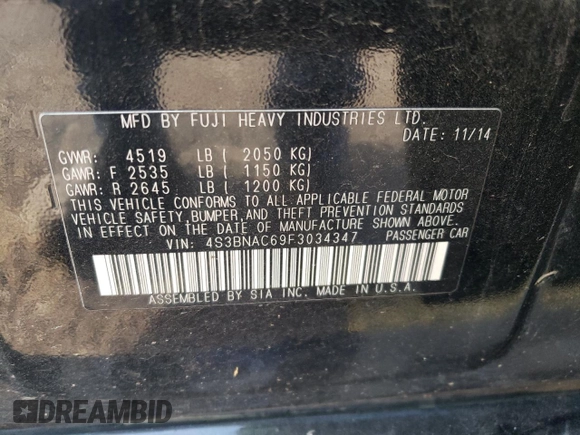 MFD BY FUJI HEAVY INDUSTRIES LTD.
DATE: 11/14
GVWR: 4519 LB ( 2050 KG)
GAWR: F 2535 LB ( 1150 KG)
GAWR: R 2645 LB ( 1200 KG)
THIS VEHICLE CONFORMS TO ALL APPLICABLE FEDERAL MOTOR
VEHICLE SAFETY,BUMPER,AND THEFT PREVENTION STANDARDS
IN EFFECT ON THE DATE OF MANUFACTURE SHOWN ABOVE.
VIN: 4S3BNAC69F3034347 PASSENGER CAR
ASSEMBLED BY SIA INC. MADE IN U.S.A.
DREAMBID